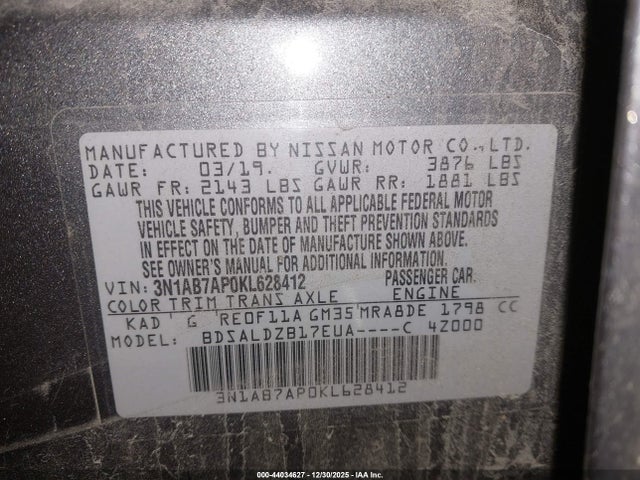 MANUFACTURED BY NISSAN MOTOR CO.,LTD.
DATE: 03/19. GVWR: 3876 LBS
GAWR FR: 2143 LBS GAWR RR: 1881 LBS
THIS VEHICLE CONFORMS TO ALL APPLICABLE FEDERAL MOTOR
VEHICLE SAFETY, BUMPER AND THEFT PREVENTION STANDARDS
IN EFFECT ON THE DATE OF MANUFACTURE SHOWN ABOVE.
SEE OWNER'S MANUAL FOR ADDITIONAL INFORMATION.
VIN: 3N1AB7AP0KL628412 PASSENGER CAR.
COLOR TRIM TRANS AXLE ENGINE
KAD G RE0F11A GM35 MRA8DE 1798 CC
MODEL: BDSALDZB17EUA----C 4Z000
3N1AB7AP0KL628412
000-44034627 - 12/30/2025 - IAA Inc.